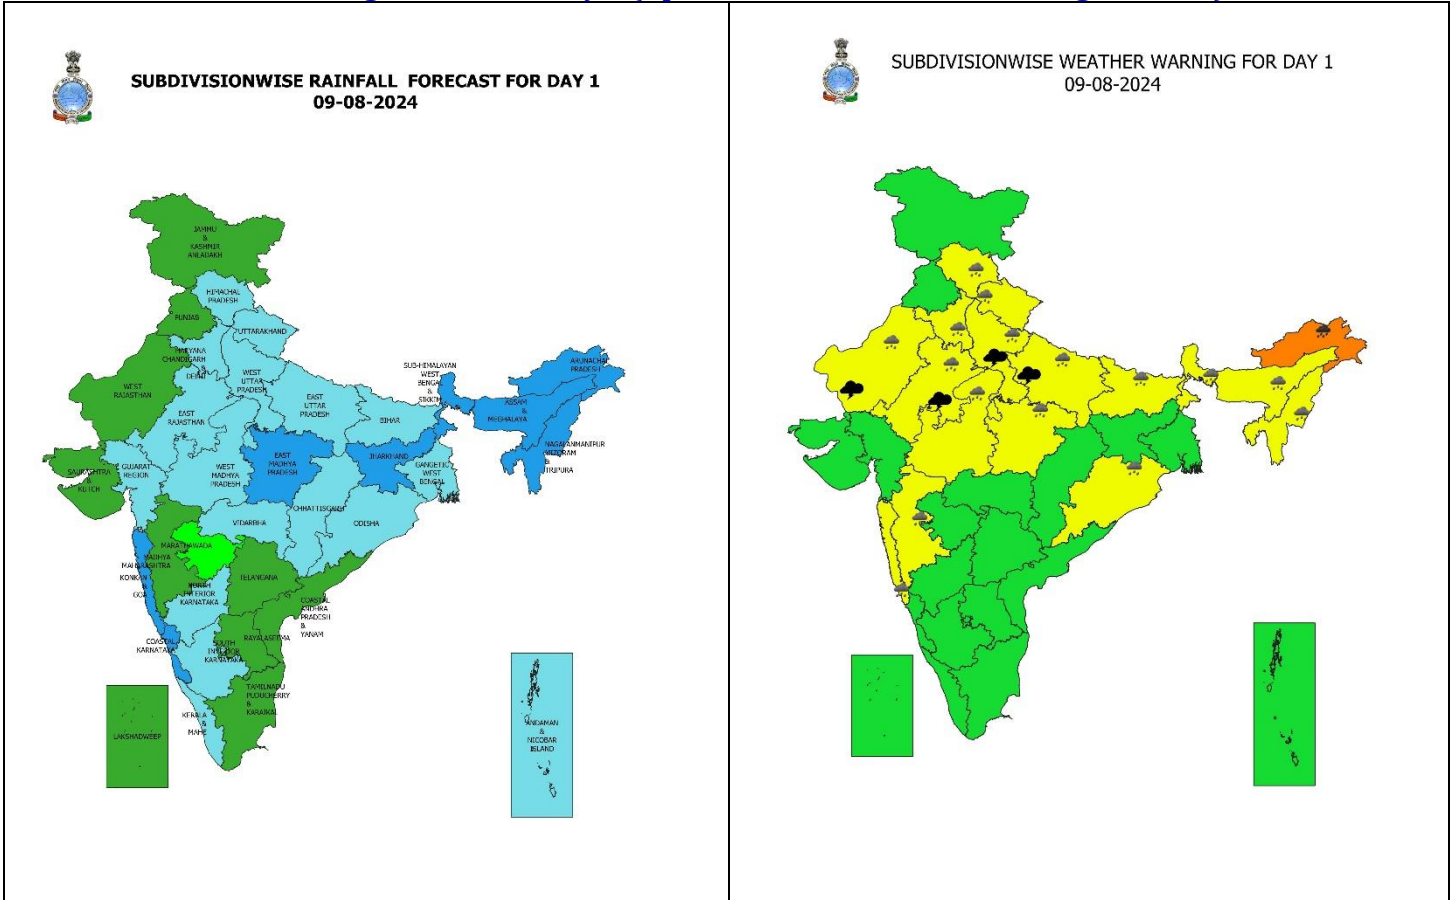 SUBDIVISIONWISE RAINFALL FORECAST FOR DAY 1
09-08-2024
JAMMU
&
KASHMIR
ANLADAKH
HIMACHAL
PRADESH
PUNJAB
UTTARAKHAND
HARYANA
CHANDIGARH
&
DELHI
WEST
UTTAR
PRADESH
WEST
RAJASTHAN
EAST
UTTAR
PRADESH
SUB-HIMALAYAN
WEST
BENGAL
&
SIKKIM
ARUNACHAL
PRADESH
ASSAM
&
MEGHALAYA
EAST
RAJASTHAN
BIHAR
NAGALANMANIPUR
MIZORAM
&
TRIPURA
EAST
MADHYA
PRADESH
JHARKHAND
GANGETIC
WEST
BENGAL
SAURASHTRA
&
KUTCH
GUJARAT
REGION
WEST
MADHYA
PRADESH
CHHATTISGARH
ODISHA
VIDARBHA
MARATHAWADA
MADHYA
MAHARASHTRA
KONKAN
&
GOA
TELANGANA
NORTH
INTERIOR
KARNATAKA
COASTAL
ANDHRA
PRADESH
&
YANAM
COASTAL
KARNATAKA
SOUTH
INTERIOR
KARNATAKA
RAYALASEEMA
TAMILNADU
PUDUCHERRY
&
KARAIKAL
KERALA
&
MAHE
LAKSHADWEEP
ANDAMAN
&
NICOBAR
ISLAND
SUBDIVISIONWISE WEATHER WARNING FOR DAY 1
09-08-2024